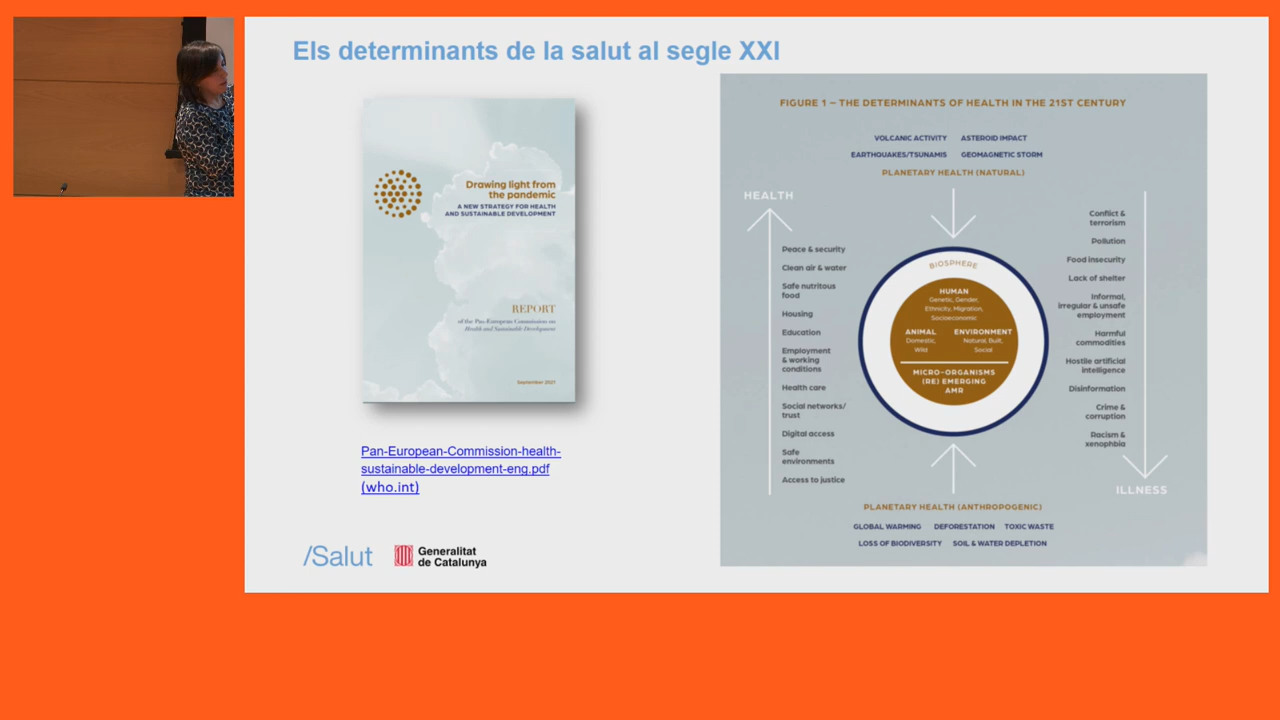 Els determinants de la salut al segle XXI
Drawing light from
the pandemic
A NEW STRATEGY FOR HEALTH
AND SUSTAINABLE DEVELOPMENT
REPORT
of the Pan-European Commission on
Health and Sustainable Development
September 2021
Pan-European-Commission-health-
sustainable-development-eng.pdf
(who.int)
/Salut
Generalitat
de Catalunya
FIGURE 1 – THE DETERMINANTS OF HEALTH IN THE 21ST CENTURY
VOLCANIC ACTIVITY ASTEROID IMPACT
EARTHQUAKES/TSUNAMIS GEOMAGNETIC STORM
PLANETARY HEALTH (NATURAL)
HEALTH
Peace & security
Clean air & water
Safe nutritous
food
Housing
Education
Employment
& working
conditions
Health care
Social networks/
trust
Digital access
Safe
environments
Access to justice
BIOSPHERE
HUMAN
Genetic, Gender,
Ethnicity, Migration,
Socioeconomic
ANIMAL
Domestic,
Wild
ENVIRONMENT
Natural, Built,
Social
MICRO-ORGANISMS
(RE) EMERGING
AMR
Conflict &
terrorism
Pollution
Food insecurity
Lack of shelter
Informal,
irregular & unsafe
employment
Harmful
commodities
Hostile artificial
intelligence
Disinformation
Crime &
corruption
Racism &
xenophbia
ILLNESS
PLANETARY HEALTH (ANTHROPOGENIC)
GLOBAL WARMING DEFORESTATION TOXIC WASTE
LOSS OF BIODIVERSITY SOIL & WATER DEPLETION